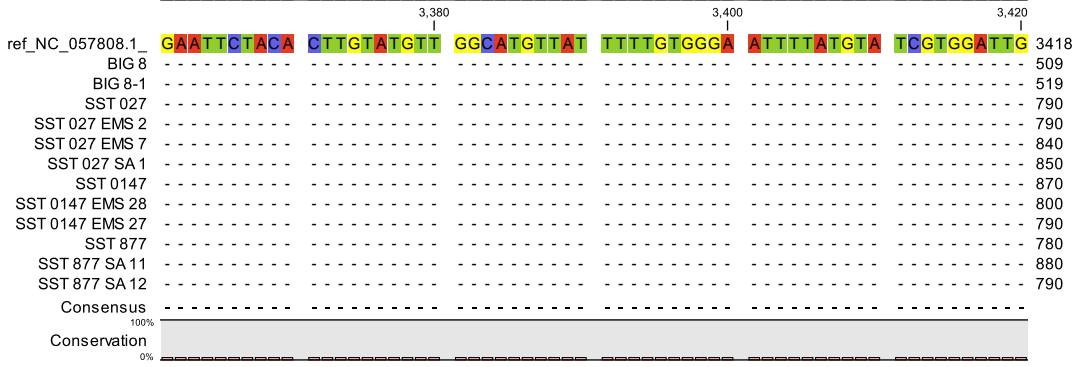 3,380 3,400 3,420
ref_NC_057808.1_ GAATTCTACA CTTGTATGTT GGCATGTTAT TTTTGTGGGA ATTTTATGTA TCGTGGATTG 3418
BIG 8 - - - - - - - - - - - - - - - - - - - - - - - - - - - - - - - - - - - - - - - - - - - - - - - - - - - - - - - - - - - - 509
BIG 8-1 - - - - - - - - - - - - - - - - - - - - - - - - - - - - - - - - - - - - - - - - - - - - - - - - - - - - - - - - - - - - 519
SST 027 - - - - - - - - - - - - - - - - - - - - - - - - - - - - - - - - - - - - - - - - - - - - - - - - - - - - - - - - - - - - 790
SST 027 EMS 2 - - - - - - - - - - - - - - - - - - - - - - - - - - - - - - - - - - - - - - - - - - - - - - - - - - - - - - - - - - - - 790
SST 027 EMS 7 - - - - - - - - - - - - - - - - - - - - - - - - - - - - - - - - - - - - - - - - - - - - - - - - - - - - - - - - - - - - 840
SST 027 SA 1 - - - - - - - - - - - - - - - - - - - - - - - - - - - - - - - - - - - - - - - - - - - - - - - - - - - - - - - - - - - - 850
SST 0147 - - - - - - - - - - - - - - - - - - - - - - - - - - - - - - - - - - - - - - - - - - - - - - - - - - - - - - - - - - - - 870
SST 0147 EMS 28 - - - - - - - - - - - - - - - - - - - - - - - - - - - - - - - - - - - - - - - - - - - - - - - - - - - - - - - - - - - - 800
SST 0147 EMS 27 - - - - - - - - - - - - - - - - - - - - - - - - - - - - - - - - - - - - - - - - - - - - - - - - - - - - - - - - - - - - 790
SST 877 - - - - - - - - - - - - - - - - - - - - - - - - - - - - - - - - - - - - - - - - - - - - - - - - - - - - - - - - - - - - 780
SST 877 SA 11 - - - - - - - - - - - - - - - - - - - - - - - - - - - - - - - - - - - - - - - - - - - - - - - - - - - - - - - - - - - - 880
SST 877 SA 12 - - - - - - - - - - - - - - - - - - - - - - - - - - - - - - - - - - - - - - - - - - - - - - - - - - - - - - - - - - - - 790
Consensus - - - - - - - - - - - - - - - - - - - - - - - - - - - - - - - - - - - - - - - - - - - - - - - - - - - - - - - - - - - -
100%
Conservation
0%